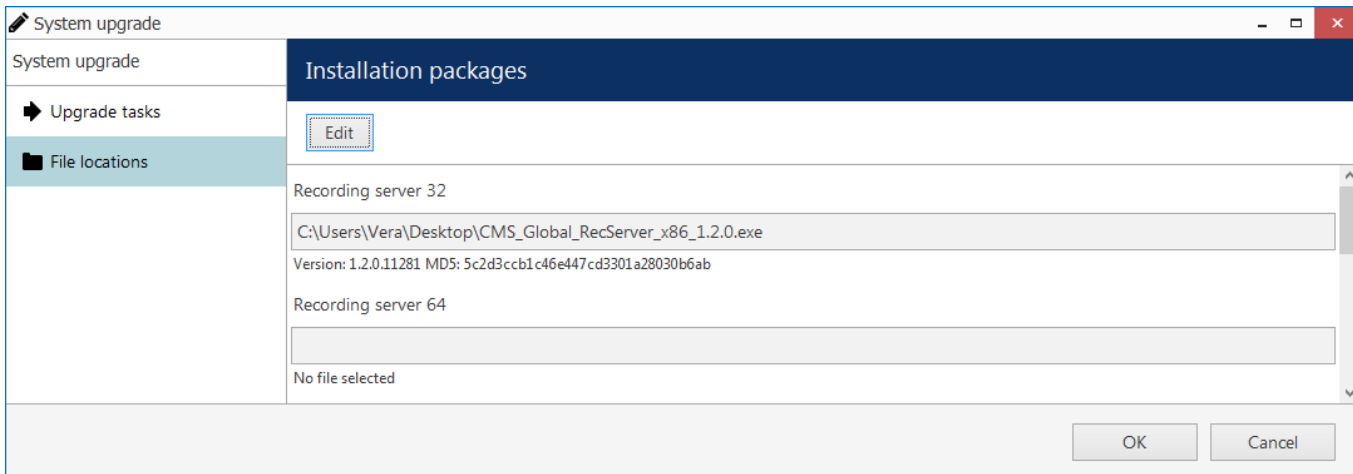 System upgrade
System upgrade
Installation packages
Upgrade tasks
Edit
File locations
Recording server 32
C:\Users\Vera\Desktop\CMS_Global_RecServer_x86_1.2.0.exe
Version: 1.2.0.11281 MD5: 5c2d3ccb1c46e447cd3301a28030b6ab
Recording server 64
No file selected
OK
Cancel